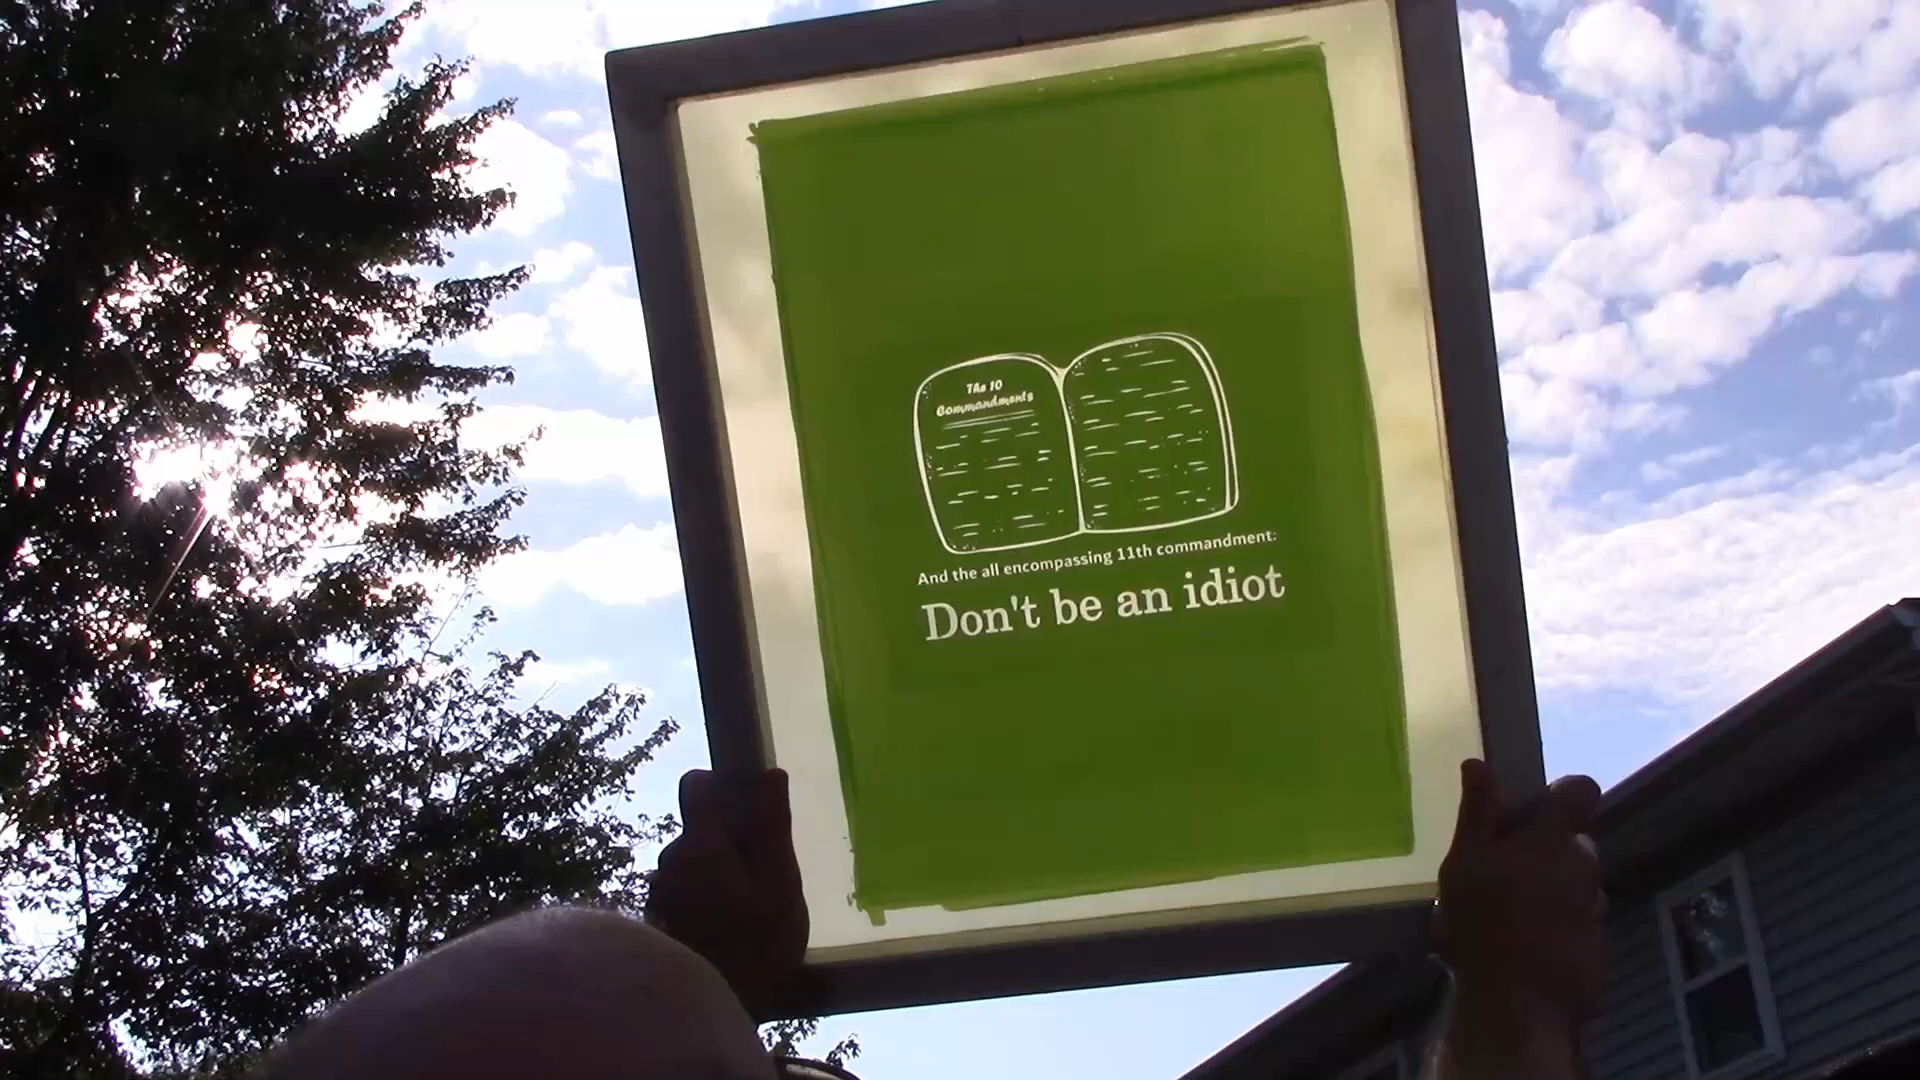 The 10
Commandments
And the all encompassing 11th commandment:
Don't be an idiot